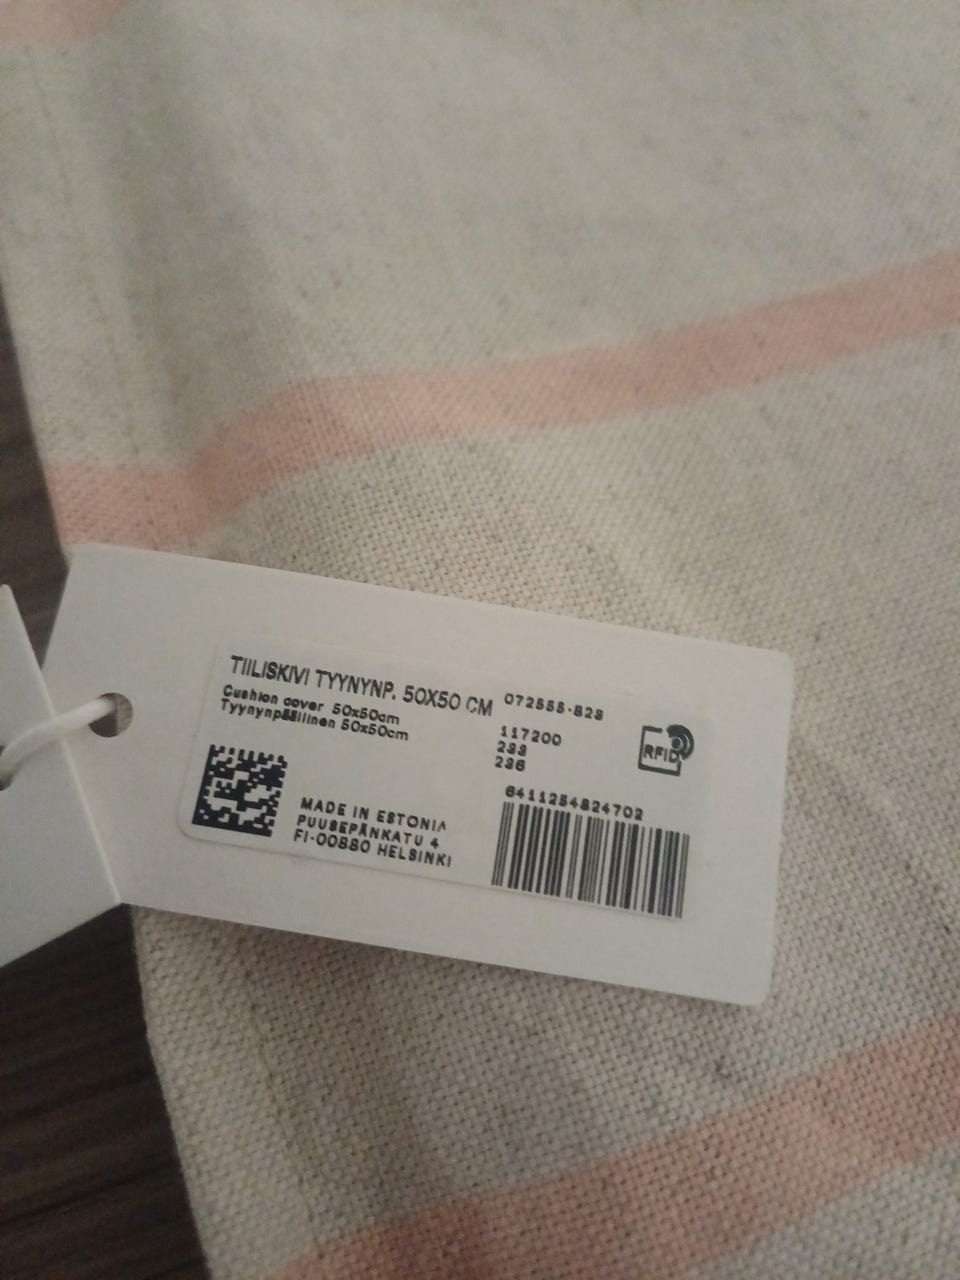 TIILISKIVI TYYNYNP. 50X50 CM
Cushion cover 50x50cm
Tyynynpäällinen 50x50cm
072555-823
117200
233
236
RFID
6411254824702
MADE IN ESTONIA
PUUSEPÄNKATU 4
FI-00880 HELSINKI